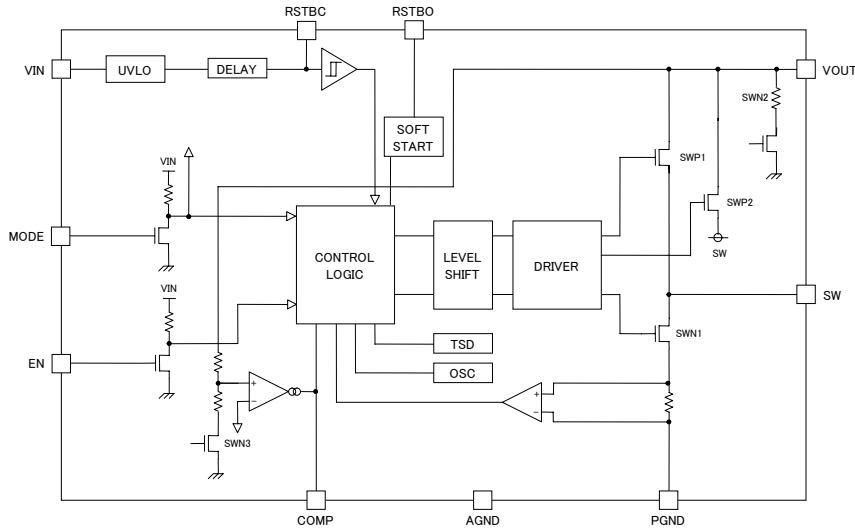 RSTBC
RSTBO
VIN
UVLO
DELAY
VOUT
SWN2
SOFT
START
SWP1
VIN
SWP2
MODE
CONTROL
LOGIC
LEVEL
SHIFT
DRIVER
SW
VIN
SW
SWN1
TSD
EN
OSC
+
−
+
−
SWN3
COMP
AGND
PGND